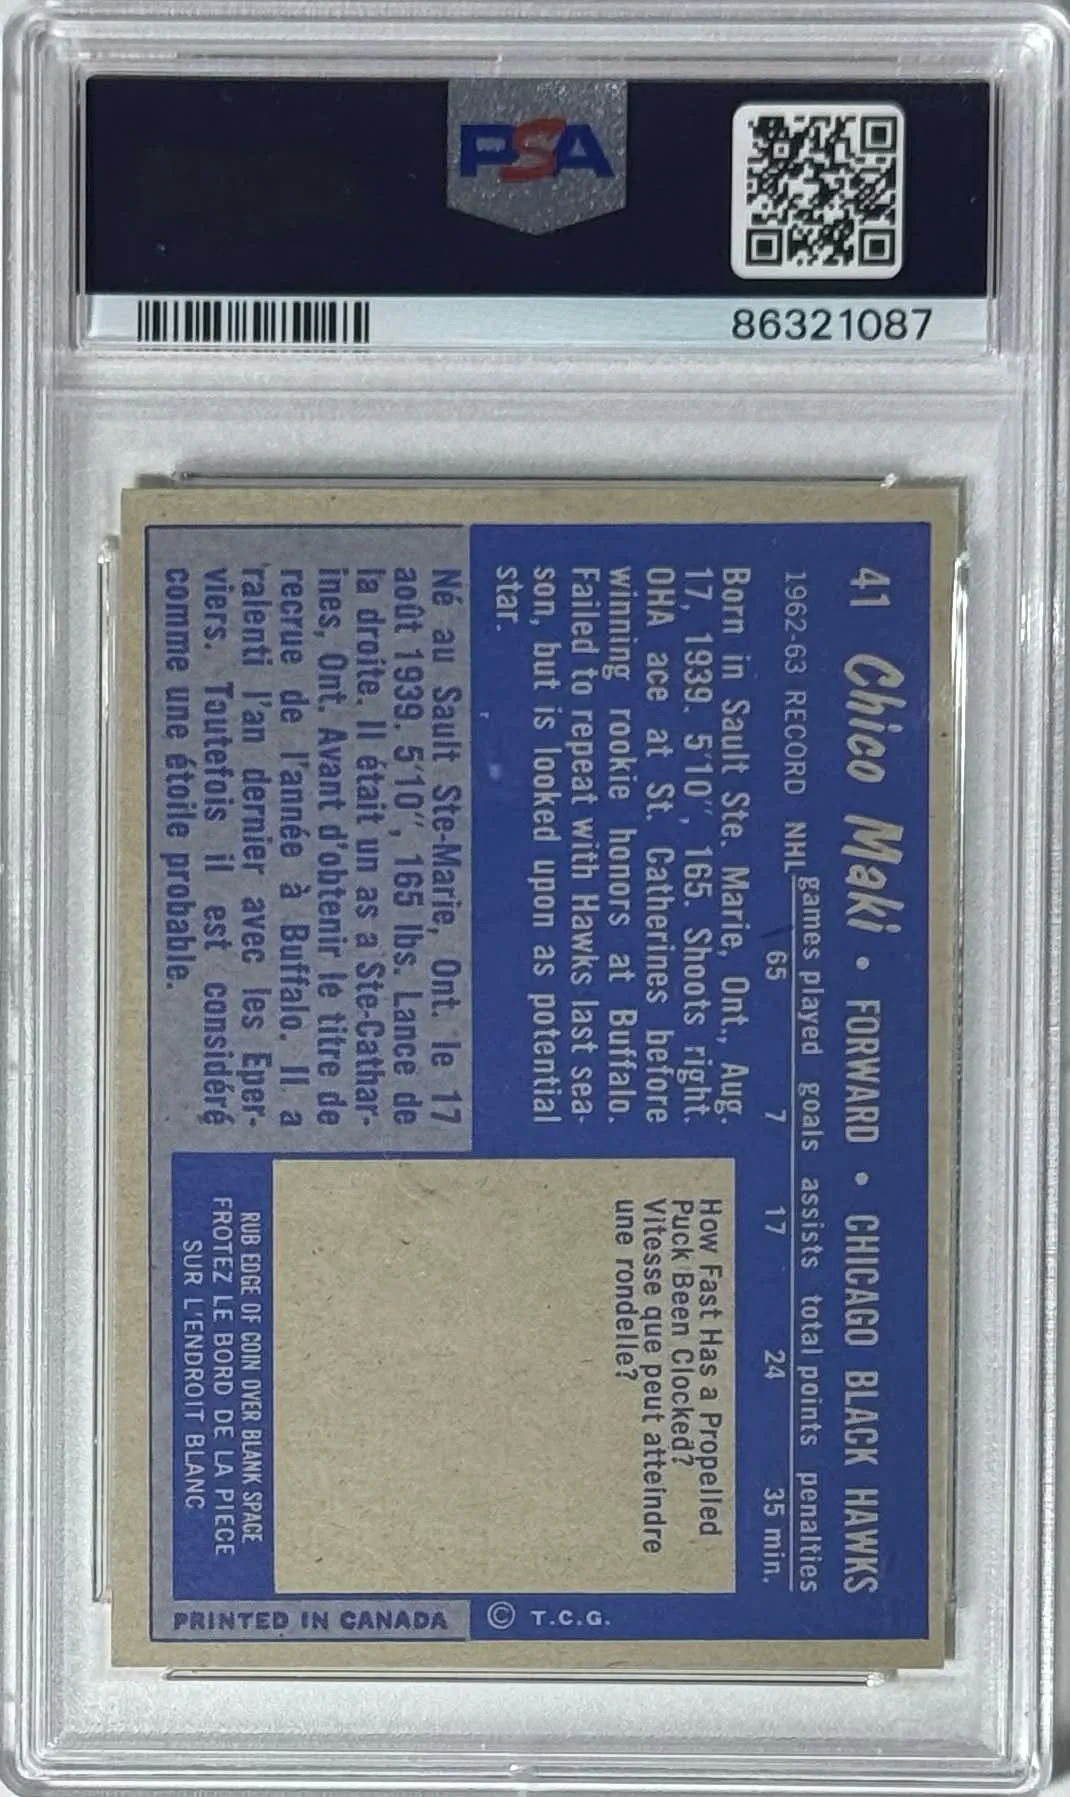 PSA
86321087
41 Chico Maki • FORWARD • CHICAGO BLACK HAWKS
games played goals assists total points penalties
1962-63 RECORD NHL 65 7 17 24 35 min.
Born in Sault Ste. Marie, Ont., Aug.
17, 1939. 5'10", 165. Shoots right.
OHA ace at St. Catherines before
winning rookie honors at Buffalo.
Failed to repeat with Hawks last sea-
son, but is looked upon as potential
star.
Né au Sault Ste-Marie, Ont. le 17
août 1939. 5'10", 165 lbs. Lance de
la droite. Il était un as a Ste-Cathar-
ines, Ont. Avant d'obtenir le titre de
recrue de l'année à Buffalo. Il a
ralenti l'an dernier avec les Eper-
viers. Toutefois il est considéré
comme une étoile probable.
How Fast Has a Propelled
Puck Been Clocked?
Vitesse que peut atteindre
une rondelle?
RUB EDGE OF COIN OVER BLANK SPACE
FROTEZ LE BORD DE LA PIECE
SUR L'ENDROIT BLANC
© T.C.G.
PRINTED IN CANADA